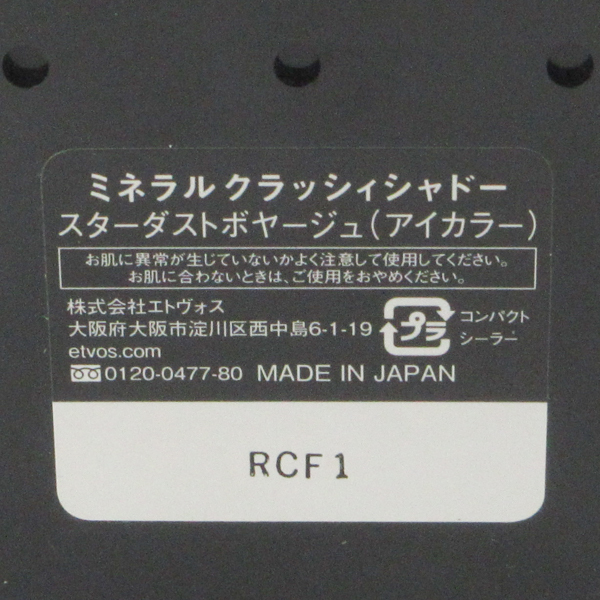 ミネラルクラッシィシャドー
スターダストボヤージュ(アイカラー)
お肌に異常が生じていないかよく注意して使用してください。
お肌に合わないときは、ご使用をおやめください。
株式会社エトヴォス
大阪府大阪市淀川区西中島6-1-19
etvos.com
0120-0477-80 MADE IN JAPAN
プラ
コンパクト
シーラー
RCF1